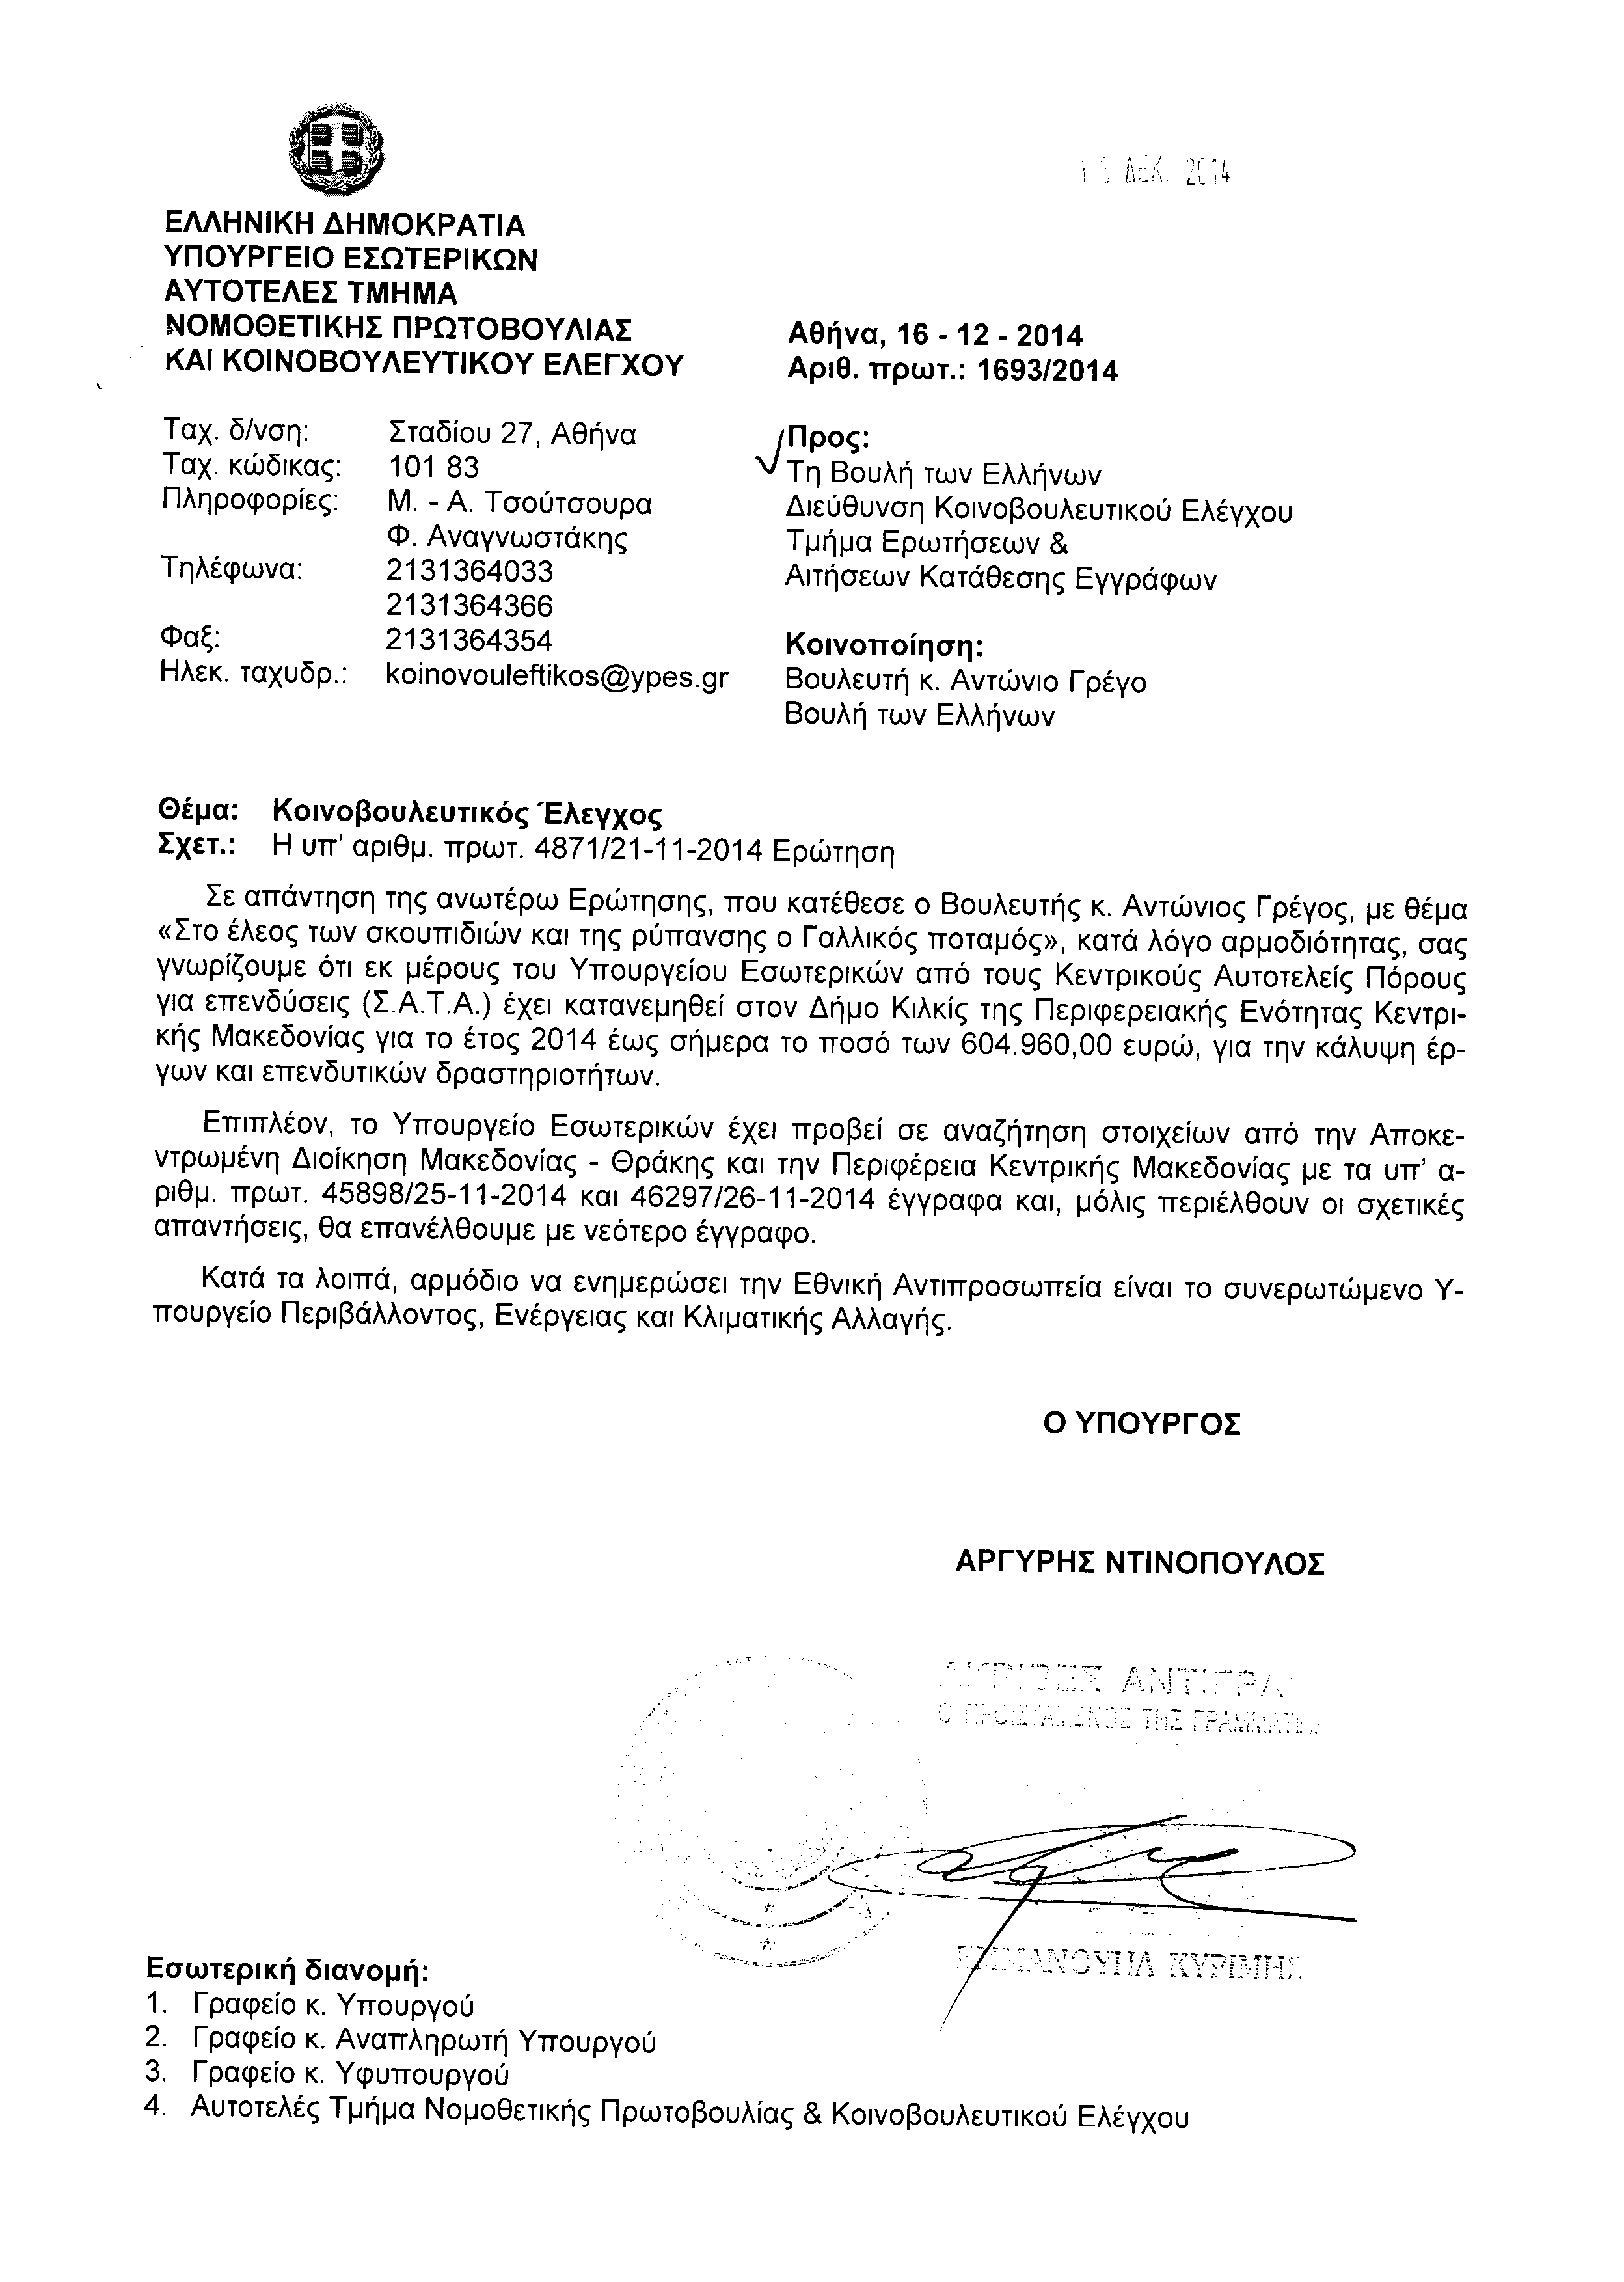 ΔΕΚ. 2014
ΕΛΛΗΝΙΚΗ ΔΗΜΟΚΡΑΤΙΑ
ΥΠΟΥΡΓΕΙΟ ΕΣΩΤΕΡΙΚΩΝ
ΑΥΤΟΤΕΛΕΣ ΤΜΗΜΑ
ΝΟΜΟΘΕΤΙΚΗΣ ΠΡΩΤΟΒΟΥΛΙΑΣ
ΚΑΙ ΚΟΙΝΟΒΟΥΛΕΥΤΙΚΟΥ ΕΛΕΓΧΟΥ
Αθήνα, 16 - 12 - 2014
Αριθ. πρωτ.: 1693/2014
Ταχ. δ/νση: Σταδίου 27, Αθήνα
Ταχ. κώδικας: 101 83
Πληροφορίες: Μ. - Α. Τσούτσουρα
Φ. Αναγνωστάκης
Τηλέφωνα: 2131364033
2131364366
Φαξ: 2131364354
Ηλεκ. ταχυδρ.: koinovouleftikos@ypes.gr
Προς:
Τη Βουλή των Ελλήνων
Διεύθυνση Κοινοβουλευτικού Ελέγχου
Τμήμα Ερωτήσεων &
Αιτήσεων Κατάθεσης Εγγράφων
Κοινοποίηση:
Βουλευτή κ. Αντώνιο Γρέγο
Βουλή των Ελλήνων
Θέμα: Κοινοβουλευτικός Έλεγχος
Σχετ.: Η υπ’ αριθμ. πρωτ. 4871/21-11-2014 Ερώτηση
Σε απάντηση της ανωτέρω Ερώτησης, που κατέθεσε ο Βουλευτής κ. Αντώνιος Γρέγος, με θέμα
«Στο έλεος των σκουπιδιών και της ρύπανσης ο Γαλλικός ποταμός», κατά λόγο αρμοδιότητας, σας
γνωρίζουμε ότι εκ μέρους του Υπουργείου Εσωτερικών από τους Κεντρικούς Αυτοτελείς Πόρους
για επενδύσεις (Σ.Α.Τ.Α.) έχει κατανεμηθεί στον Δήμο Κιλκίς της Περιφερειακής Ενότητας Κεντρι-
κής Μακεδονίας για το έτος 2014 έως σήμερα το ποσό των 604.960,00 ευρώ, για την κάλυψη έρ-
γων και επενδυτικών δραστηριοτήτων.
Επιπλέον, το Υπουργείο Εσωτερικών έχει προβεί σε αναζήτηση στοιχείων από την Αποκε-
ντρωμένη Διοίκηση Μακεδονίας - Θράκης και την Περιφέρεια Κεντρικής Μακεδονίας με τα υπ’ α-
ριθμ. πρωτ. 45898/25-11-2014 και 46297/26-11-2014 έγγραφα και, μόλις περιέλθουν οι σχετικές
απαντήσεις, θα επανέλθουμε με νεότερο έγγραφο.
Κατά τα λοιπά, αρμόδιο να ενημερώσει την Εθνική Αντιπροσωπεία είναι το συνερωτώμενο Υ-
πουργείο Περιβάλλοντος, Ενέργειας και Κλιματικής Αλλαγής.
Ο ΥΠΟΥΡΓΟΣ
ΑΡΓΥΡΗΣ ΝΤΙΝΟΠΟΥΛΟΣ
ΑΚΡΙΒΕΣ ΑΝΤΙΓΡΑ
Ο ΠΡΟΪΣΤΑΜΕΝΟΣ ΤΗΣ ΓΡΑΜΜΑΤΕΙ
ΕΜΜΑΝΟΥΗΛ ΚΥΡΙΜΗΣ
Εσωτερική διανομή:
1. Γραφείο κ. Υπουργού
2. Γραφείο κ. Αναπληρωτή Υπουργού
3. Γραφείο κ. Υφυπουργού
4. Αυτοτελές Τμήμα Νομοθετικής Πρωτοβουλίας & Κοινοβουλευτικού Ελέγχου